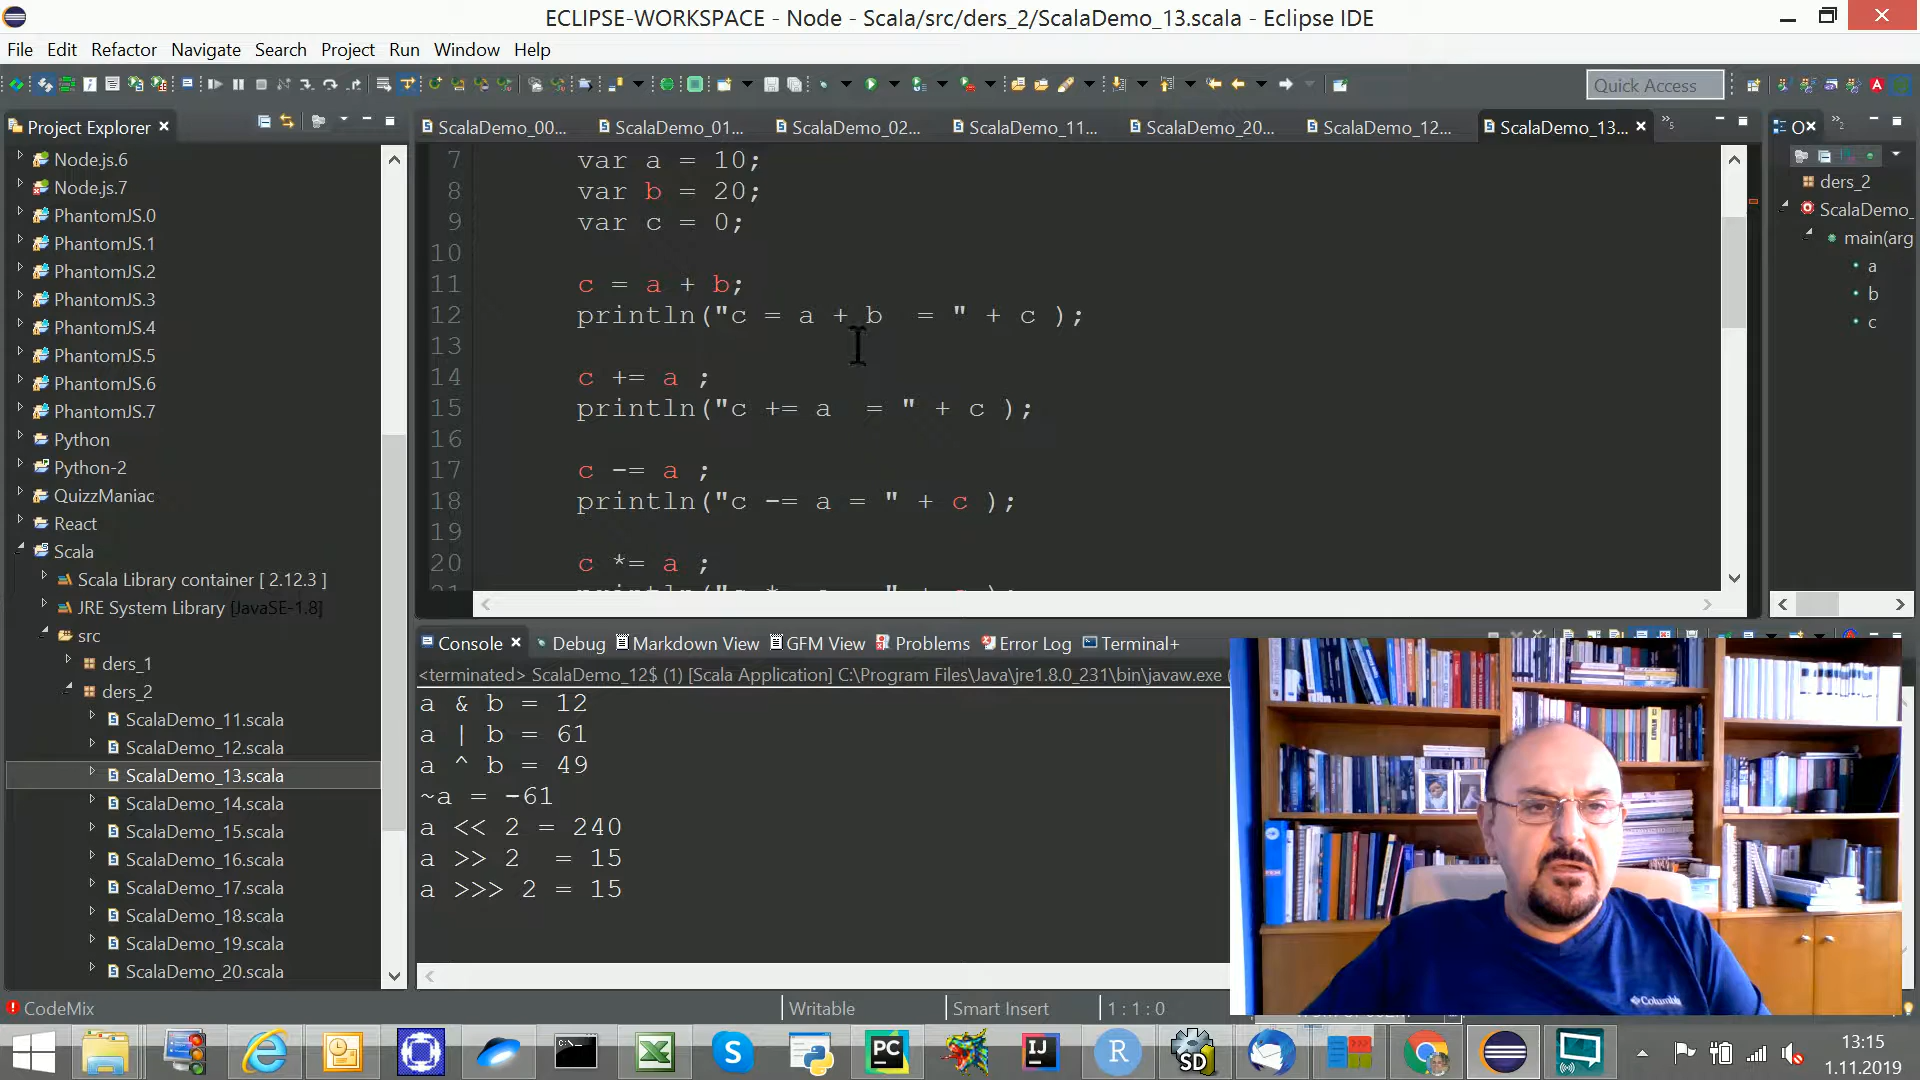 ECLIPSE-WORKSPACE - Node - Scala/src/ders_2/ScalaDemo_13.scala - Eclipse IDE
File Edit Refactor Navigate Search Project Run Window Help
Quick Access
Project Explorer
Node.js.6
Node.js.7
PhantomJS.0
PhantomJS.1
PhantomJS.2
PhantomJS.3
PhantomJS.4
PhantomJS.5
PhantomJS.6
PhantomJS.7
Python
Python-2
QuizzManiac
React
Scala
Scala Library container [ 2.12.3 ]
JRE System Library [JavaSE-1.8]
src
ders_1
ders_2
ScalaDemo_11.scala
ScalaDemo_12.scala
ScalaDemo_13.scala
ScalaDemo_14.scala
ScalaDemo_15.scala
ScalaDemo_16.scala
ScalaDemo_17.scala
ScalaDemo_18.scala
ScalaDemo_19.scala
ScalaDemo_20.scala
ScalaDemo_00... ScalaDemo_01... ScalaDemo_02... ScalaDemo_11... ScalaDemo_20... ScalaDemo_12... ScalaDemo_13... »5
7 var a = 10;
8 var b = 20;
9 var c = 0;
10
11 c = a + b;
12 println("c = a + b  = " + c );
13
14 c += a ;
15 println("c += a  = " + c );
16
17 c -= a ;
18 println("c -= a = " + c );
19
20 c *= a ;
O »2
ders_2
ScalaDemo_
main(arg
a
b
c
Console Debug Markdown View GFM View Problems Error Log Terminal+
<terminated> ScalaDemo_12$ (1) [Scala Application] C:\Program Files\Java\jre1.8.0_231\bin\javaw.exe (
a & b = 12
a | b = 61
a ^ b = 49
~a = -61
a << 2 = 240
a >> 2  = 15
a >>> 2 = 15
Columbia
CodeMix Writable Smart Insert 1 : 1 : 0
13:15
1.11.2019